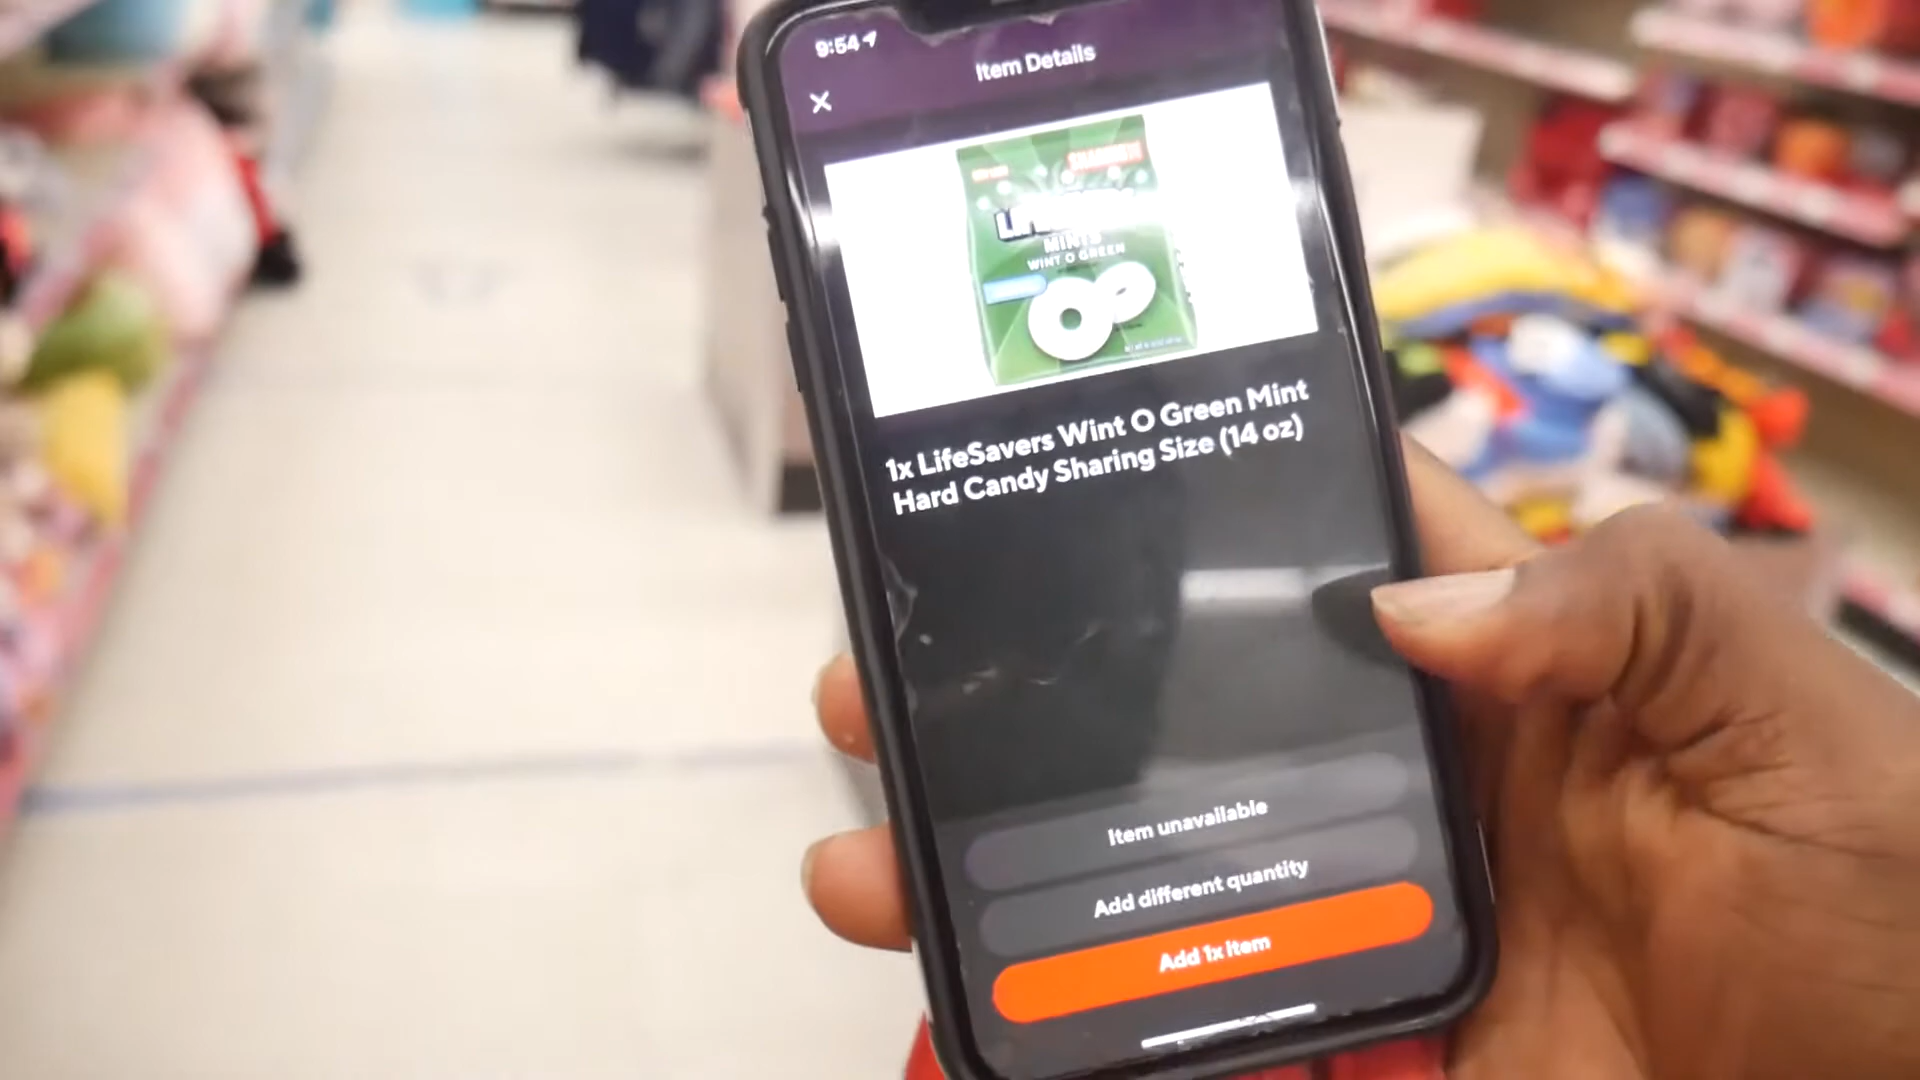 9:54
Item Details
MINTS
WINT O GREEN
1x LifeSavers Wint O Green Mint
Hard Candy Sharing Size (14 oz)
Item unavailable
Add different quantity
Add 1x item